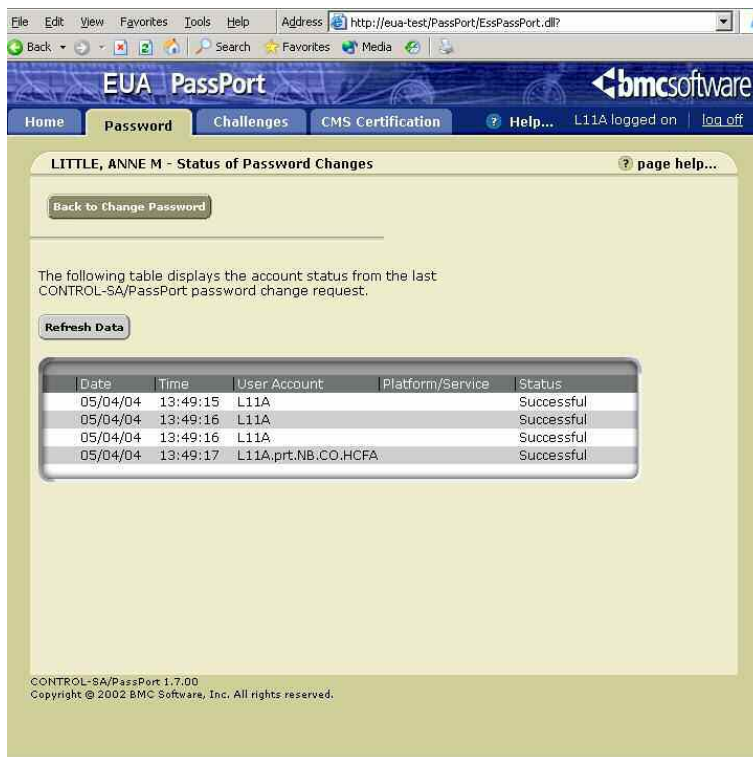 File Edit View Favorites Tools Help Address http://eua-test/PassPort/EssPassPort.dll?
Back Search Favorites Media
EUA PassPort bmcsoftware
Home Password Challenges CMS Certification ? Help... L11A logged on | log off
LITTLE, ANNE M - Status of Password Changes ? page help...
Back to Change Password
The following table displays the account status from the last
CONTROL-SA/PassPort password change request.
Refresh Data
Date Time User Account Platform/Service Status
05/04/04 13:49:15 L11A Successful
05/04/04 13:49:16 L11A Successful
05/04/04 13:49:16 L11A Successful
05/04/04 13:49:17 L11A.prt.NB.CO.HCFA Successful
CONTROL-SA/PassPort 1.7.00
Copyright © 2002 BMC Software, Inc. All rights reserved.